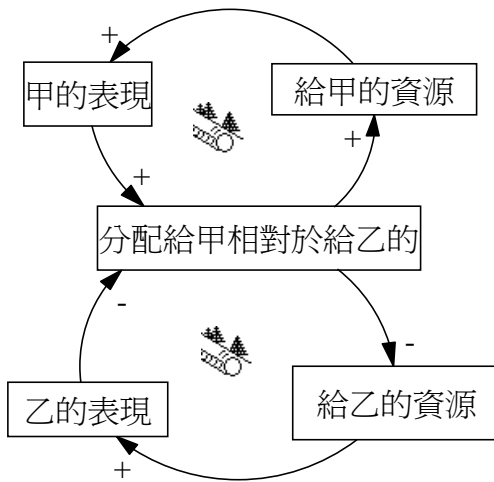 +
甲的表現
給甲的資源
+
+
分配給甲相對於給乙的
-
-
乙的表現
給乙的資源
+